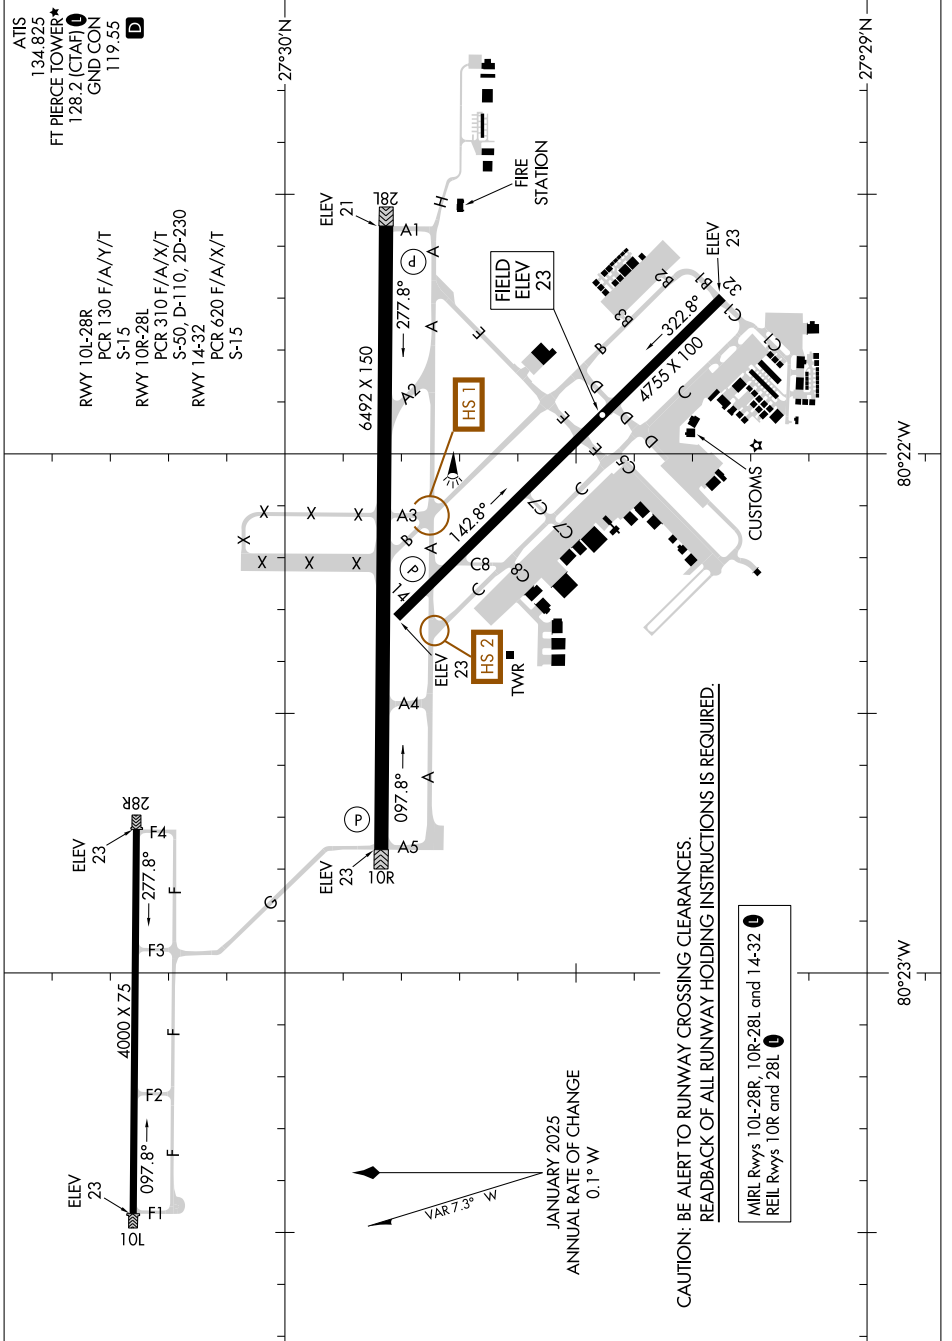 ATIS
134.825
FT PIERCE TOWER★
128.2 (CTAF) L
GND CON
119.55
D
RWY 10L-28R
PCR 130 F/A/Y/T
S-15
RWY 10R-28L
PCR 310 F/A/X/T
S-50, D-110, 2D-230
RWY 14-32
PCR 620 F/A/X/T
S-15
27°30'N
27°29'N
80°22'W
80°23'W
10L
ELEV
23
097.8°
4000 X 75
277.8°
ELEV
23
28R
F1
F2
F3
F4
F
F
F
G
10R
ELEV
23
097.8°
6492 X 150
277.8°
ELEV
21
28L
P
P
P
A5
A4
A3
A2
A1
A
A
A
A
H
X
X
X
X
X
X
X
14
ELEV
23
142.8°
4755 X 100
322.8°
ELEV
23
32
FIELD
ELEV
23
HS 1
HS 2
B
B
B3
B2
B1
C
C8
C8
C7
C7
C
C5
C
C1
C1
D
D
D
E
E
E
TWR
FIRE
STATION
CUSTOMS
VAR 7.3° W
JANUARY 2025
ANNUAL RATE OF CHANGE
0.1° W
CAUTION: BE ALERT TO RUNWAY CROSSING CLEARANCES.
READBACK OF ALL RUNWAY HOLDING INSTRUCTIONS IS REQUIRED.
MIRL Rwys 10L-28R, 10R-28L and 14-32 L
REIL Rwys 10R and 28L L